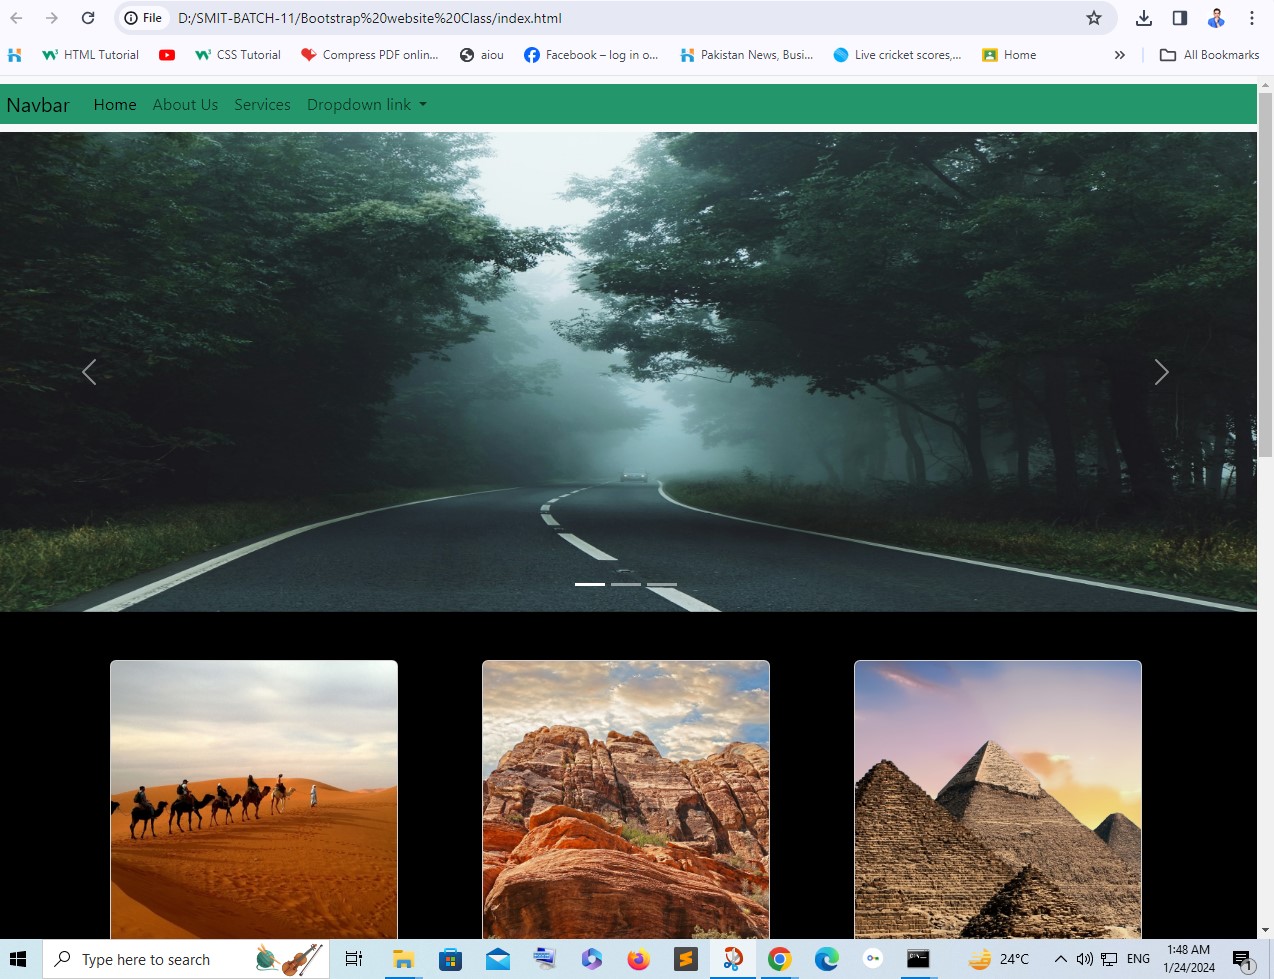 File D:/SMIT-BATCH-11/Bootstrap%20website%20Class/index.html
HTML Tutorial CSS Tutorial Compress PDF onlin... aiou Facebook – log in o... Pakistan News, Busi... Live cricket scores,... Home » All Bookmarks
Navbar Home About Us Services Dropdown link
Type here to search 24°C ENG 1:48 AM
1/24/2024 1